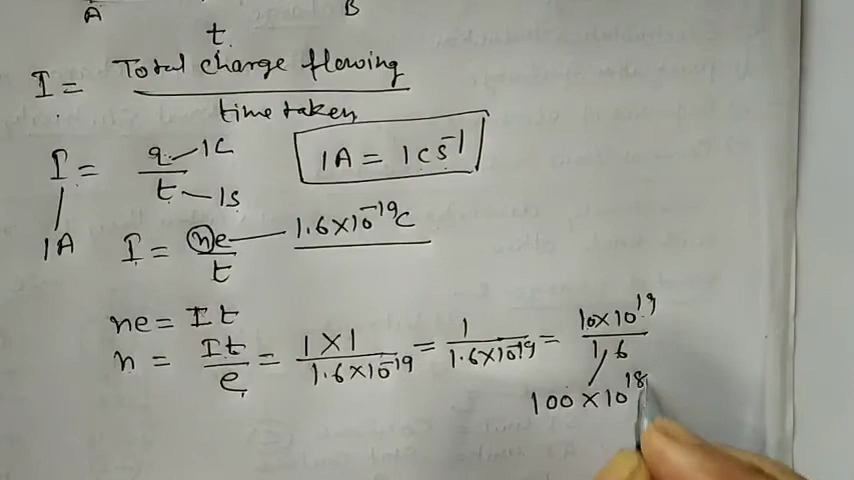 A B
t
I = Total charge flowing / time taken
I = q/t 1C 1S 1A = 1Cs⁻¹
1A I = ne/t 1.6×10⁻¹⁹C
ne = It
n = It/e = 1×1/1.6×10⁻¹⁹ = 1/1.6×10⁻¹⁹ = 10×10¹⁹/16
100×10¹⁸